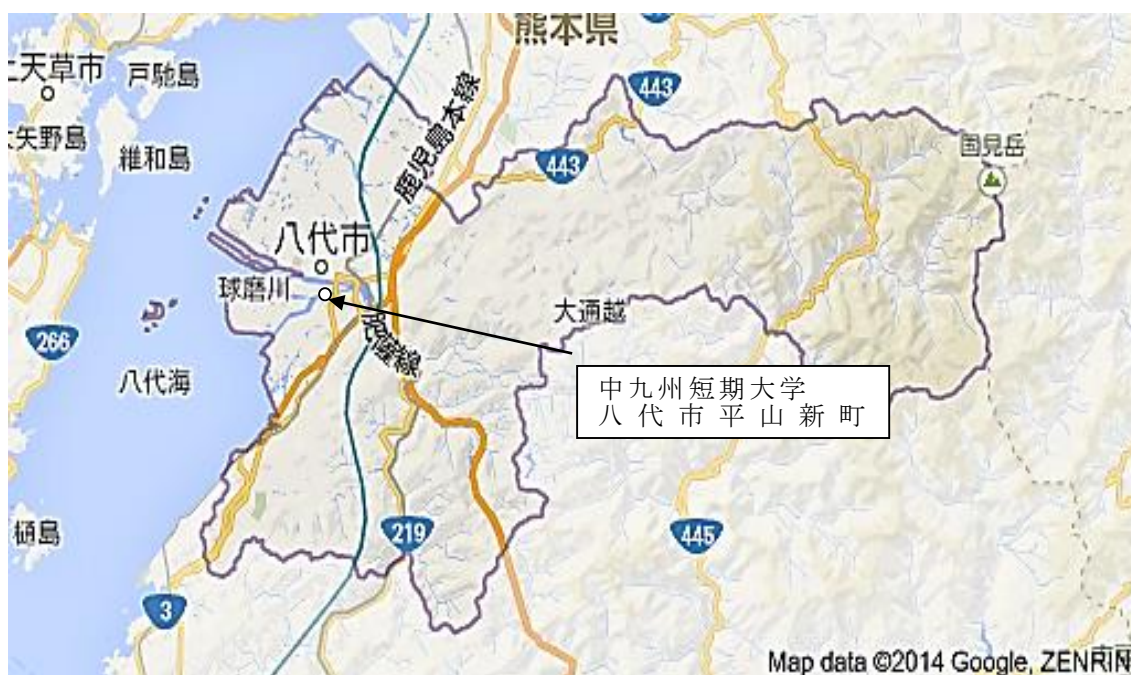 熊本県
443
上天草市
戸馳島
大矢野島
維和島
鹿児島本線
443
国見岳
八代市
球磨川
大通越
266
肥薩線
八代海
中九州短期大学
八代市平山新町
樋島
219
445
3
Map data ©2014 Google, ZENRIN